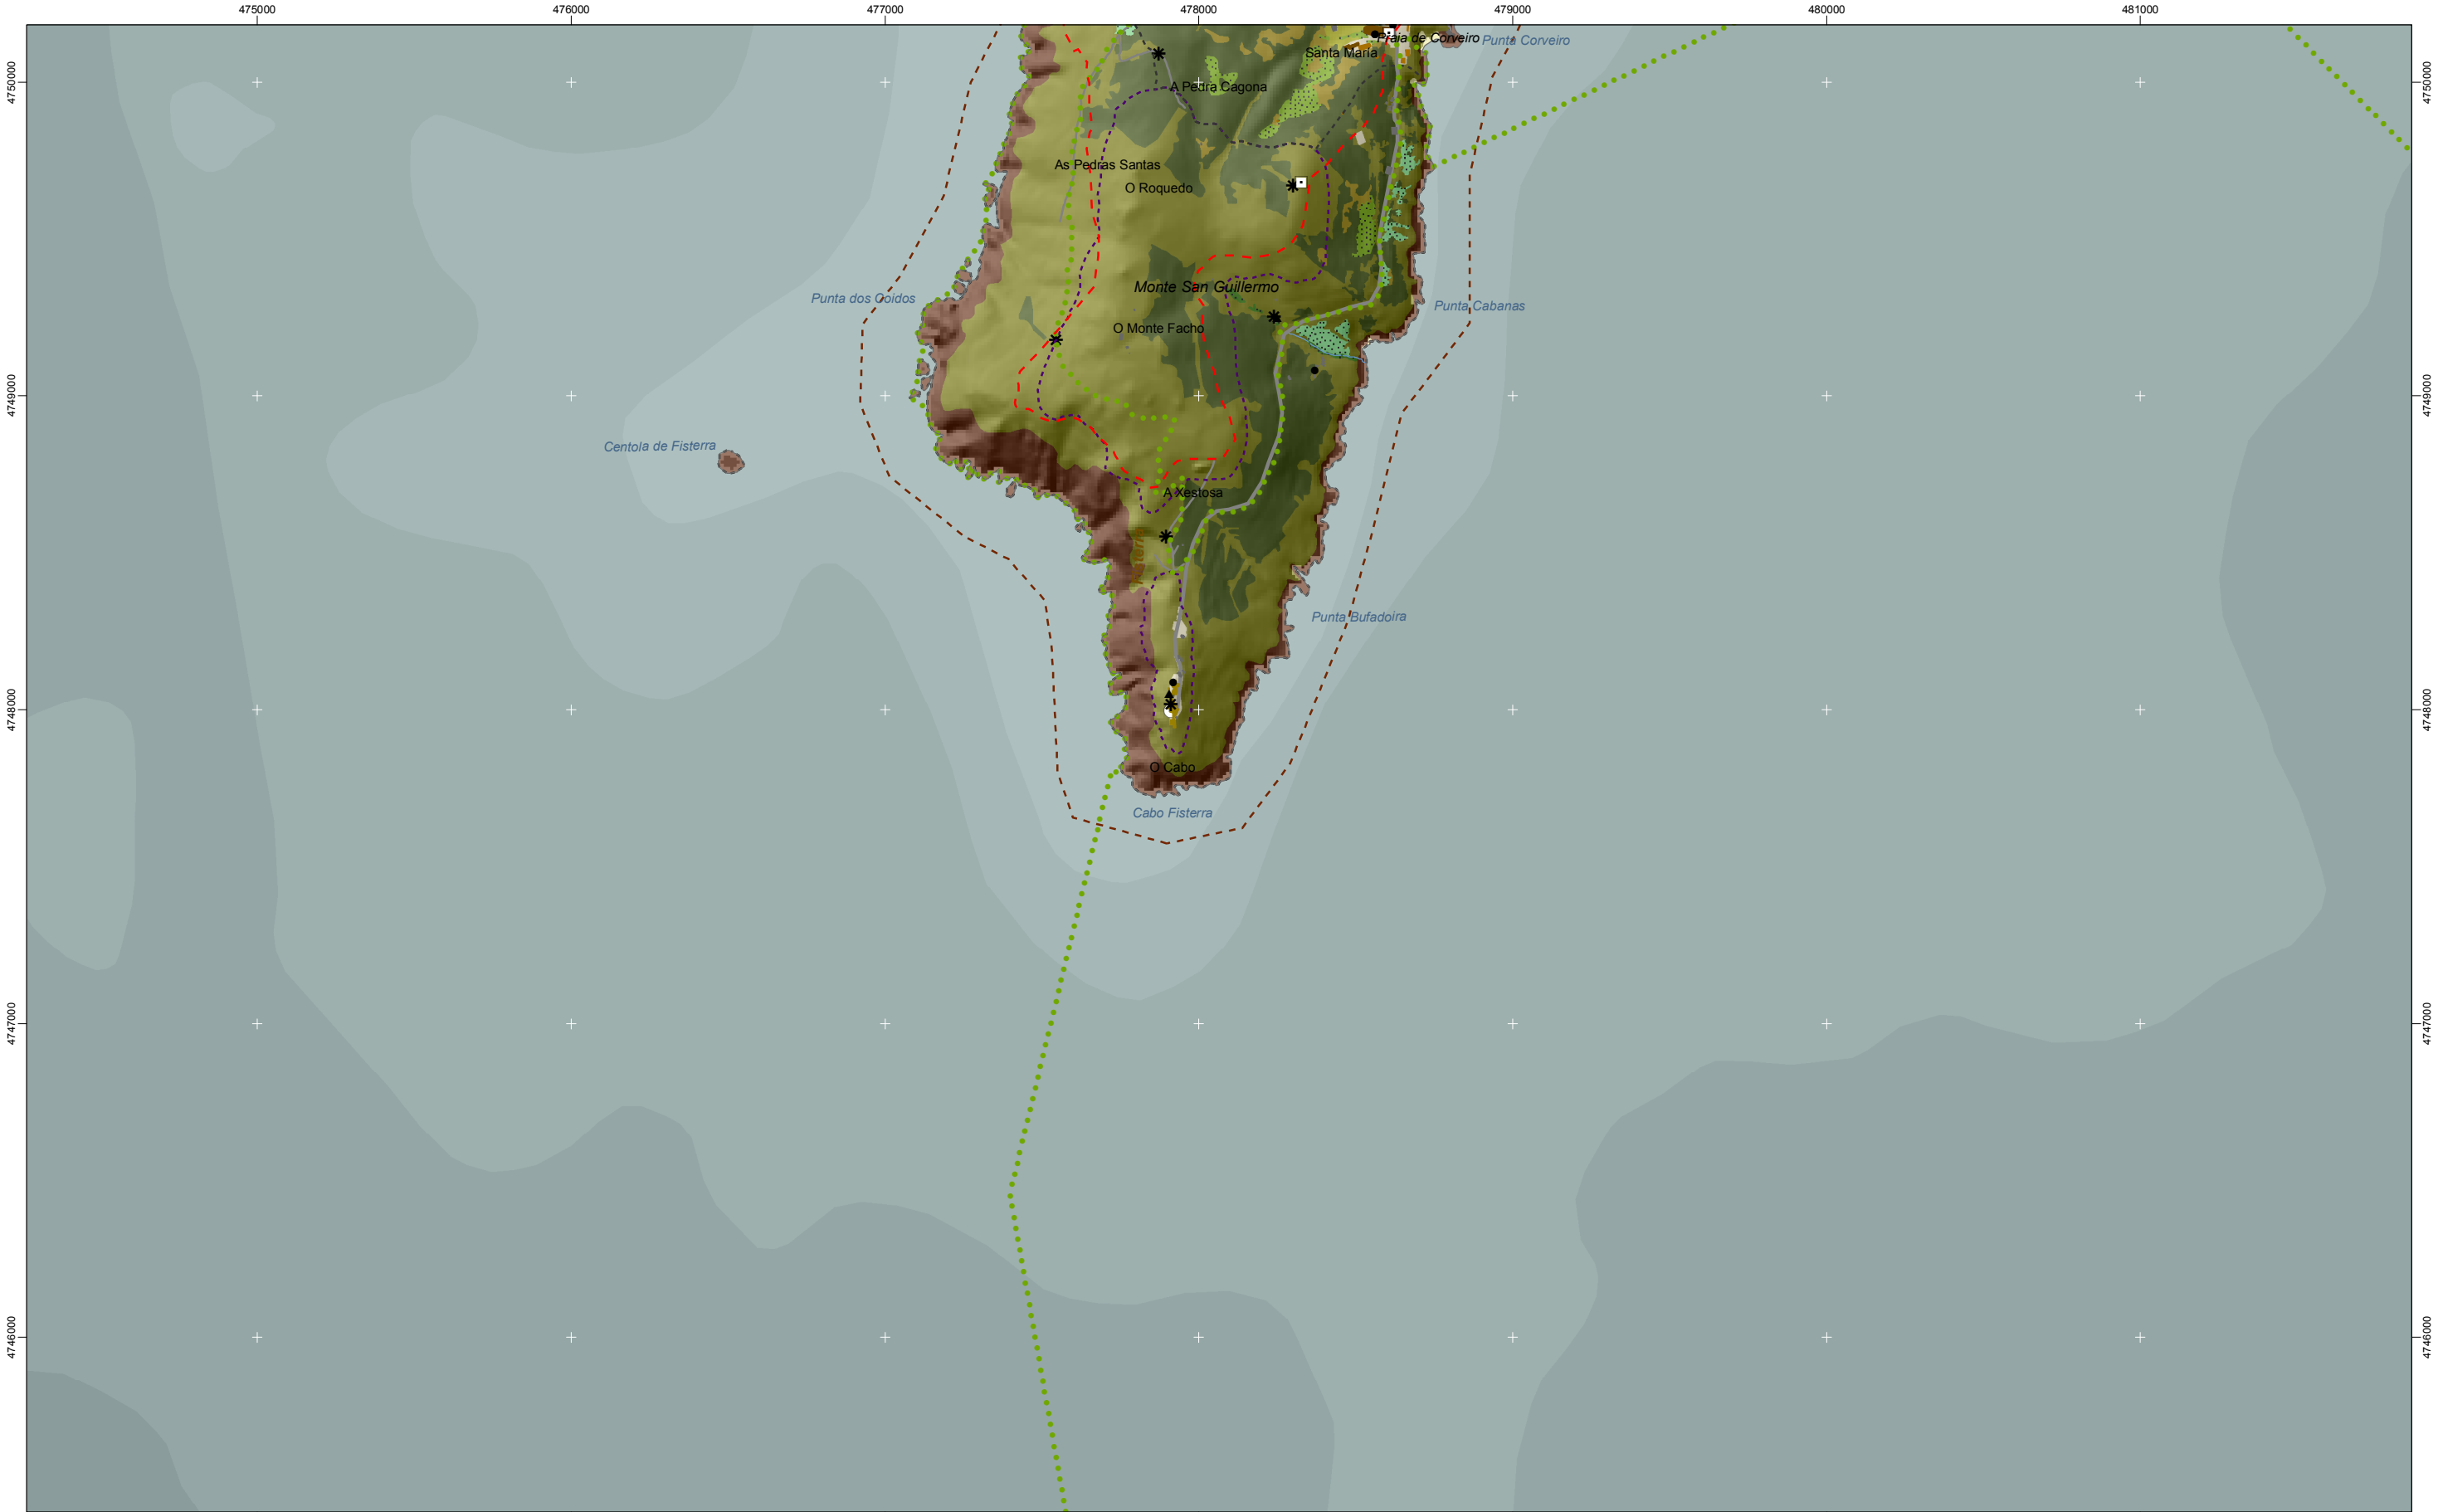 475000 476000 477000 478000 479000 480000 481000
Praia de Corveiro
Punta Corveiro
Santa María
4750000 4750000
A Pedra Cagona
As Pedras Santas
O Roquedo
Monte San Guillermo
Punta dos Coidos
Punta Cabanas
O Monte Facho
4749000 4749000
Centola de Fisterra
A Xestosa
Punta Bufadoira
4748000 4748000
O Cabo
Cabo Fisterra
4747000 4747000
4746000 4746000